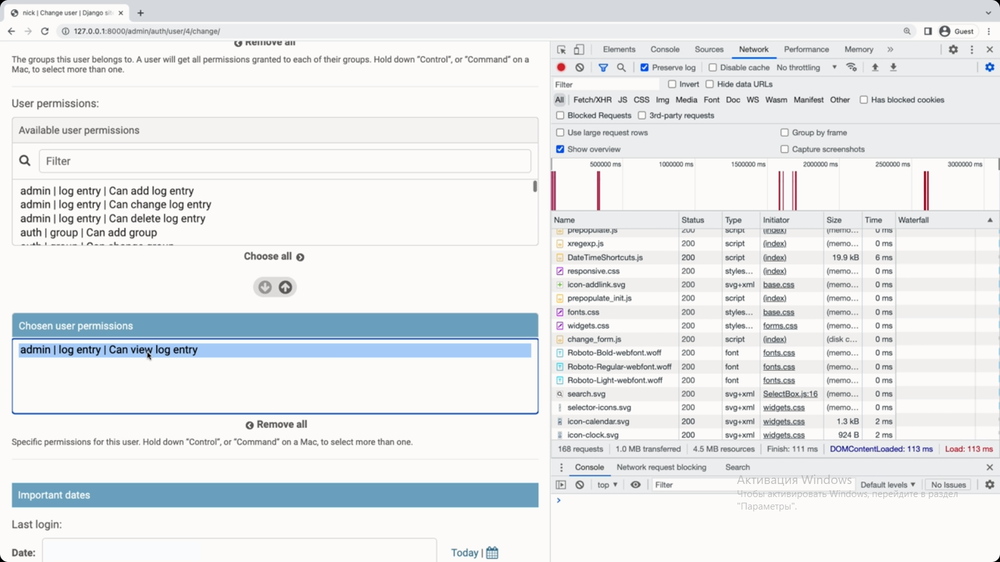 nick | Change user | Django sit
127.0.0.1:8000/admin/auth/user/4/change/
Guest
Remove all
The groups this user belongs to. A user will get all permissions granted to each of their groups. Hold down “Control”, or “Command” on a
Mac, to select more than one.
User permissions:
Available user permissions
Filter
admin | log entry | Can add log entry
admin | log entry | Can change log entry
admin | log entry | Can delete log entry
auth | group | Can add group
auth | group | Can change group
Choose all
Chosen user permissions
admin | log entry | Can view log entry
Remove all
Specific permissions for this user. Hold down “Control”, or “Command” on a Mac, to select more than one.
Important dates
Last login:
Date:
Today |
Elements Console Sources Network Performance Memory
Preserve log Disable cache No throttling
Filter Invert Hide data URLs
All Fetch/XHR JS CSS Img Media Font Doc WS Wasm Manifest Other Has blocked cookies
Blocked Requests 3rd-party requests
Use large request rows Group by frame
Show overview Capture screenshots
500000 ms 1000000 ms 1500000 ms 2000000 ms 2500000 ms 3000000 ms
Name Status Type Initiator Size Time Waterfall
prepopulate.js 200 script (index) (memo... 0 ms
xregexp.js 200 script (index) (memo... 0 ms
DateTimeShortcuts.js 200 script (index) 19.9 kB 6 ms
responsive.css 200 styles... (index) (memo... 0 ms
icon-addlink.svg 200 svg+xml base.css (memo... 0 ms
prepopulate_init.js 200 script (index) (memo... 0 ms
fonts.css 200 styles... base.css (memo... 0 ms
widgets.css 200 styles... forms.css (memo... 0 ms
change_form.js 200 script (index) (disk c... 0 ms
Roboto-Bold-webfont.woff 200 font fonts.css (memo... 0 ms
Roboto-Regular-webfont.woff 200 font fonts.css (memo... 0 ms
Roboto-Light-webfont.woff 200 font fonts.css (memo... 0 ms
search.svg 200 svg+xml SelectBox.js:16 (memo... 0 ms
selector-icons.svg 200 svg+xml widgets.css (memo... 0 ms
icon-calendar.svg 200 svg+xml widgets.css 1.3 kB 2 ms
icon-clock.svg 200 svg+xml widgets.css 924 B 2 ms
168 requests 1.0 MB transferred 4.5 MB resources Finish: 111 ms DOMContentLoaded: 113 ms Load: 113 ms
Console Network request blocking Search
top Filter Default levels No Issues
Активация Windows
Чтобы активировать Windows, перейдите в раздел
"Параметры".